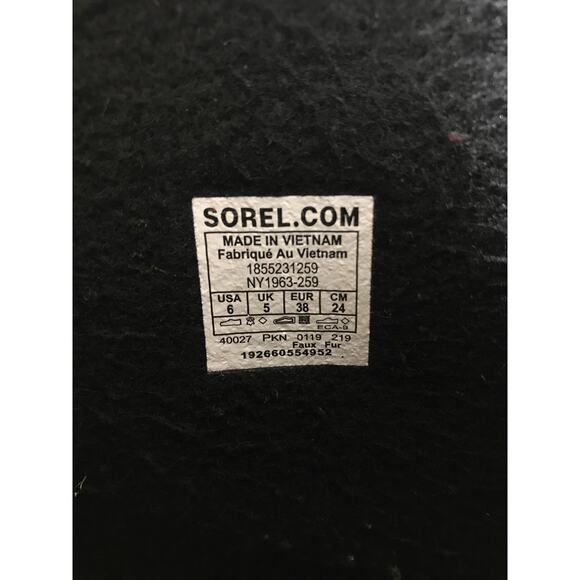 SOREL.COM
MADE IN VIETNAM
Fabriqué Au Vietnam
1855231259
NY1963-259
USA UK EUR CM
6 5 38 24
ECA-9
40027 PKN 0119 219
Faux Fur
192660554952